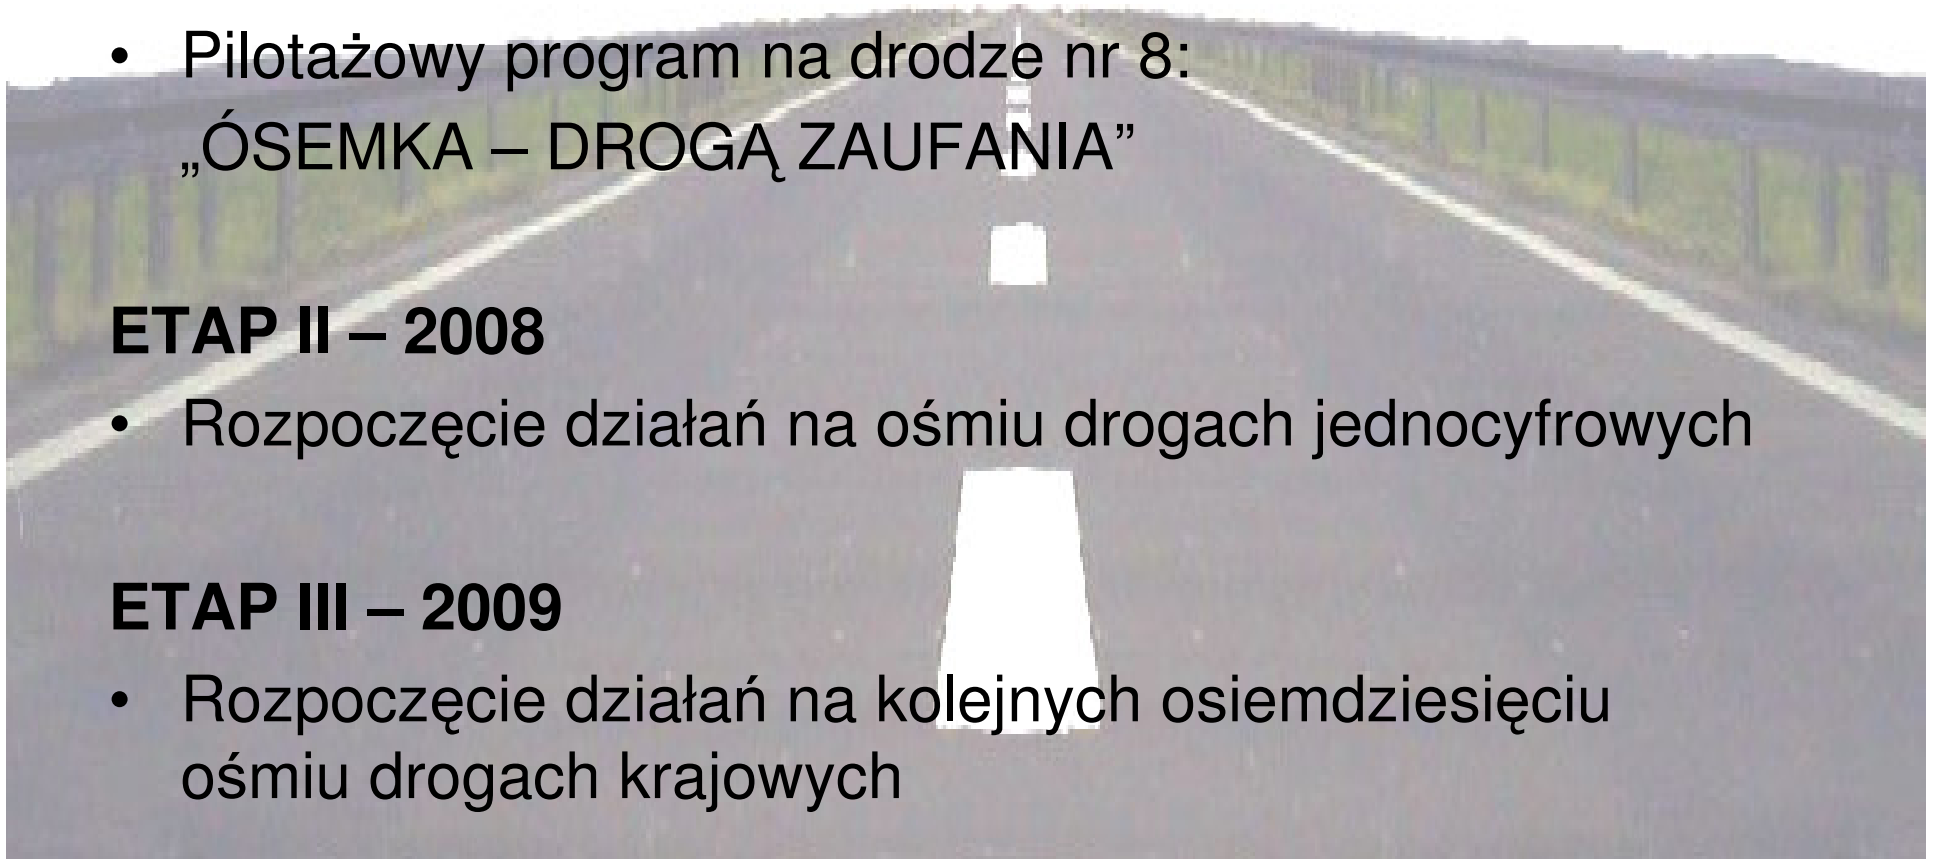 • Pilotażowy program na drodze nr 8:
„ÓSEMKA – DROGĄ ZAUFANIA”
ETAP II – 2008
• Rozpoczęcie działań na ośmiu drogach jednocyfrowych
ETAP III – 2009
• Rozpoczęcie działań na kolejnych osiemdziesięciu
ośmiu drogach krajowych